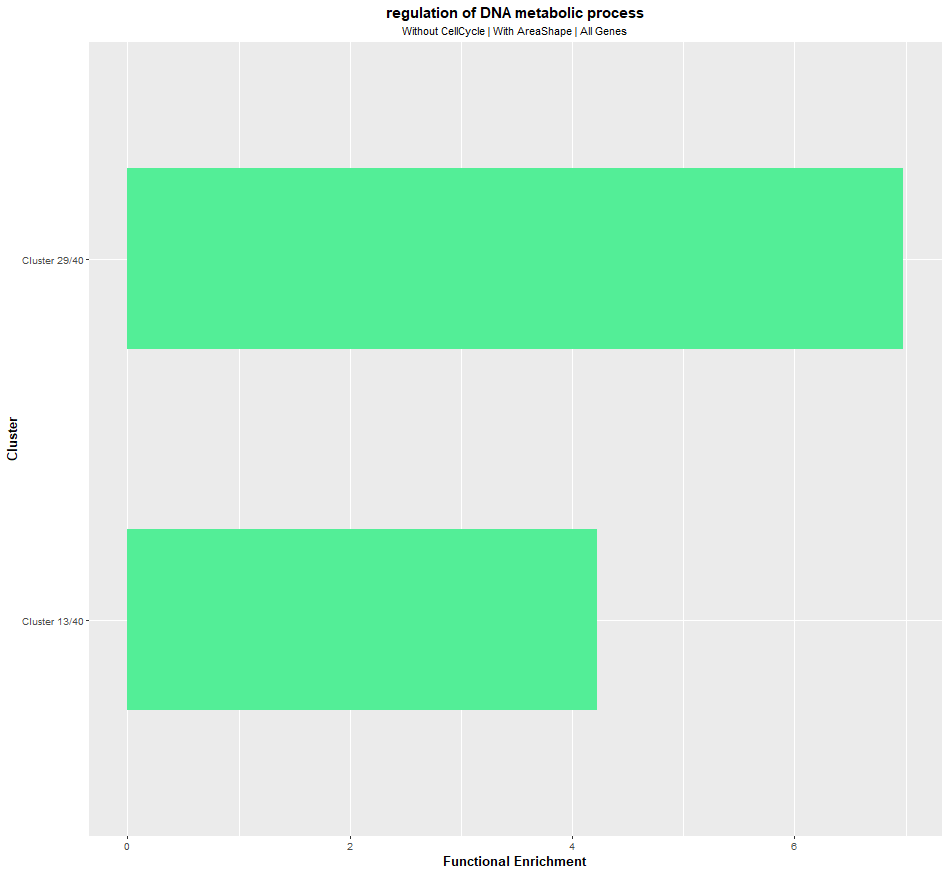 regulation of DNA metabolic process
Without CellCycle | With AreaShape | All Genes
Cluster
Cluster 29/40
Cluster 13/40
0 2 4 6
Functional Enrichment